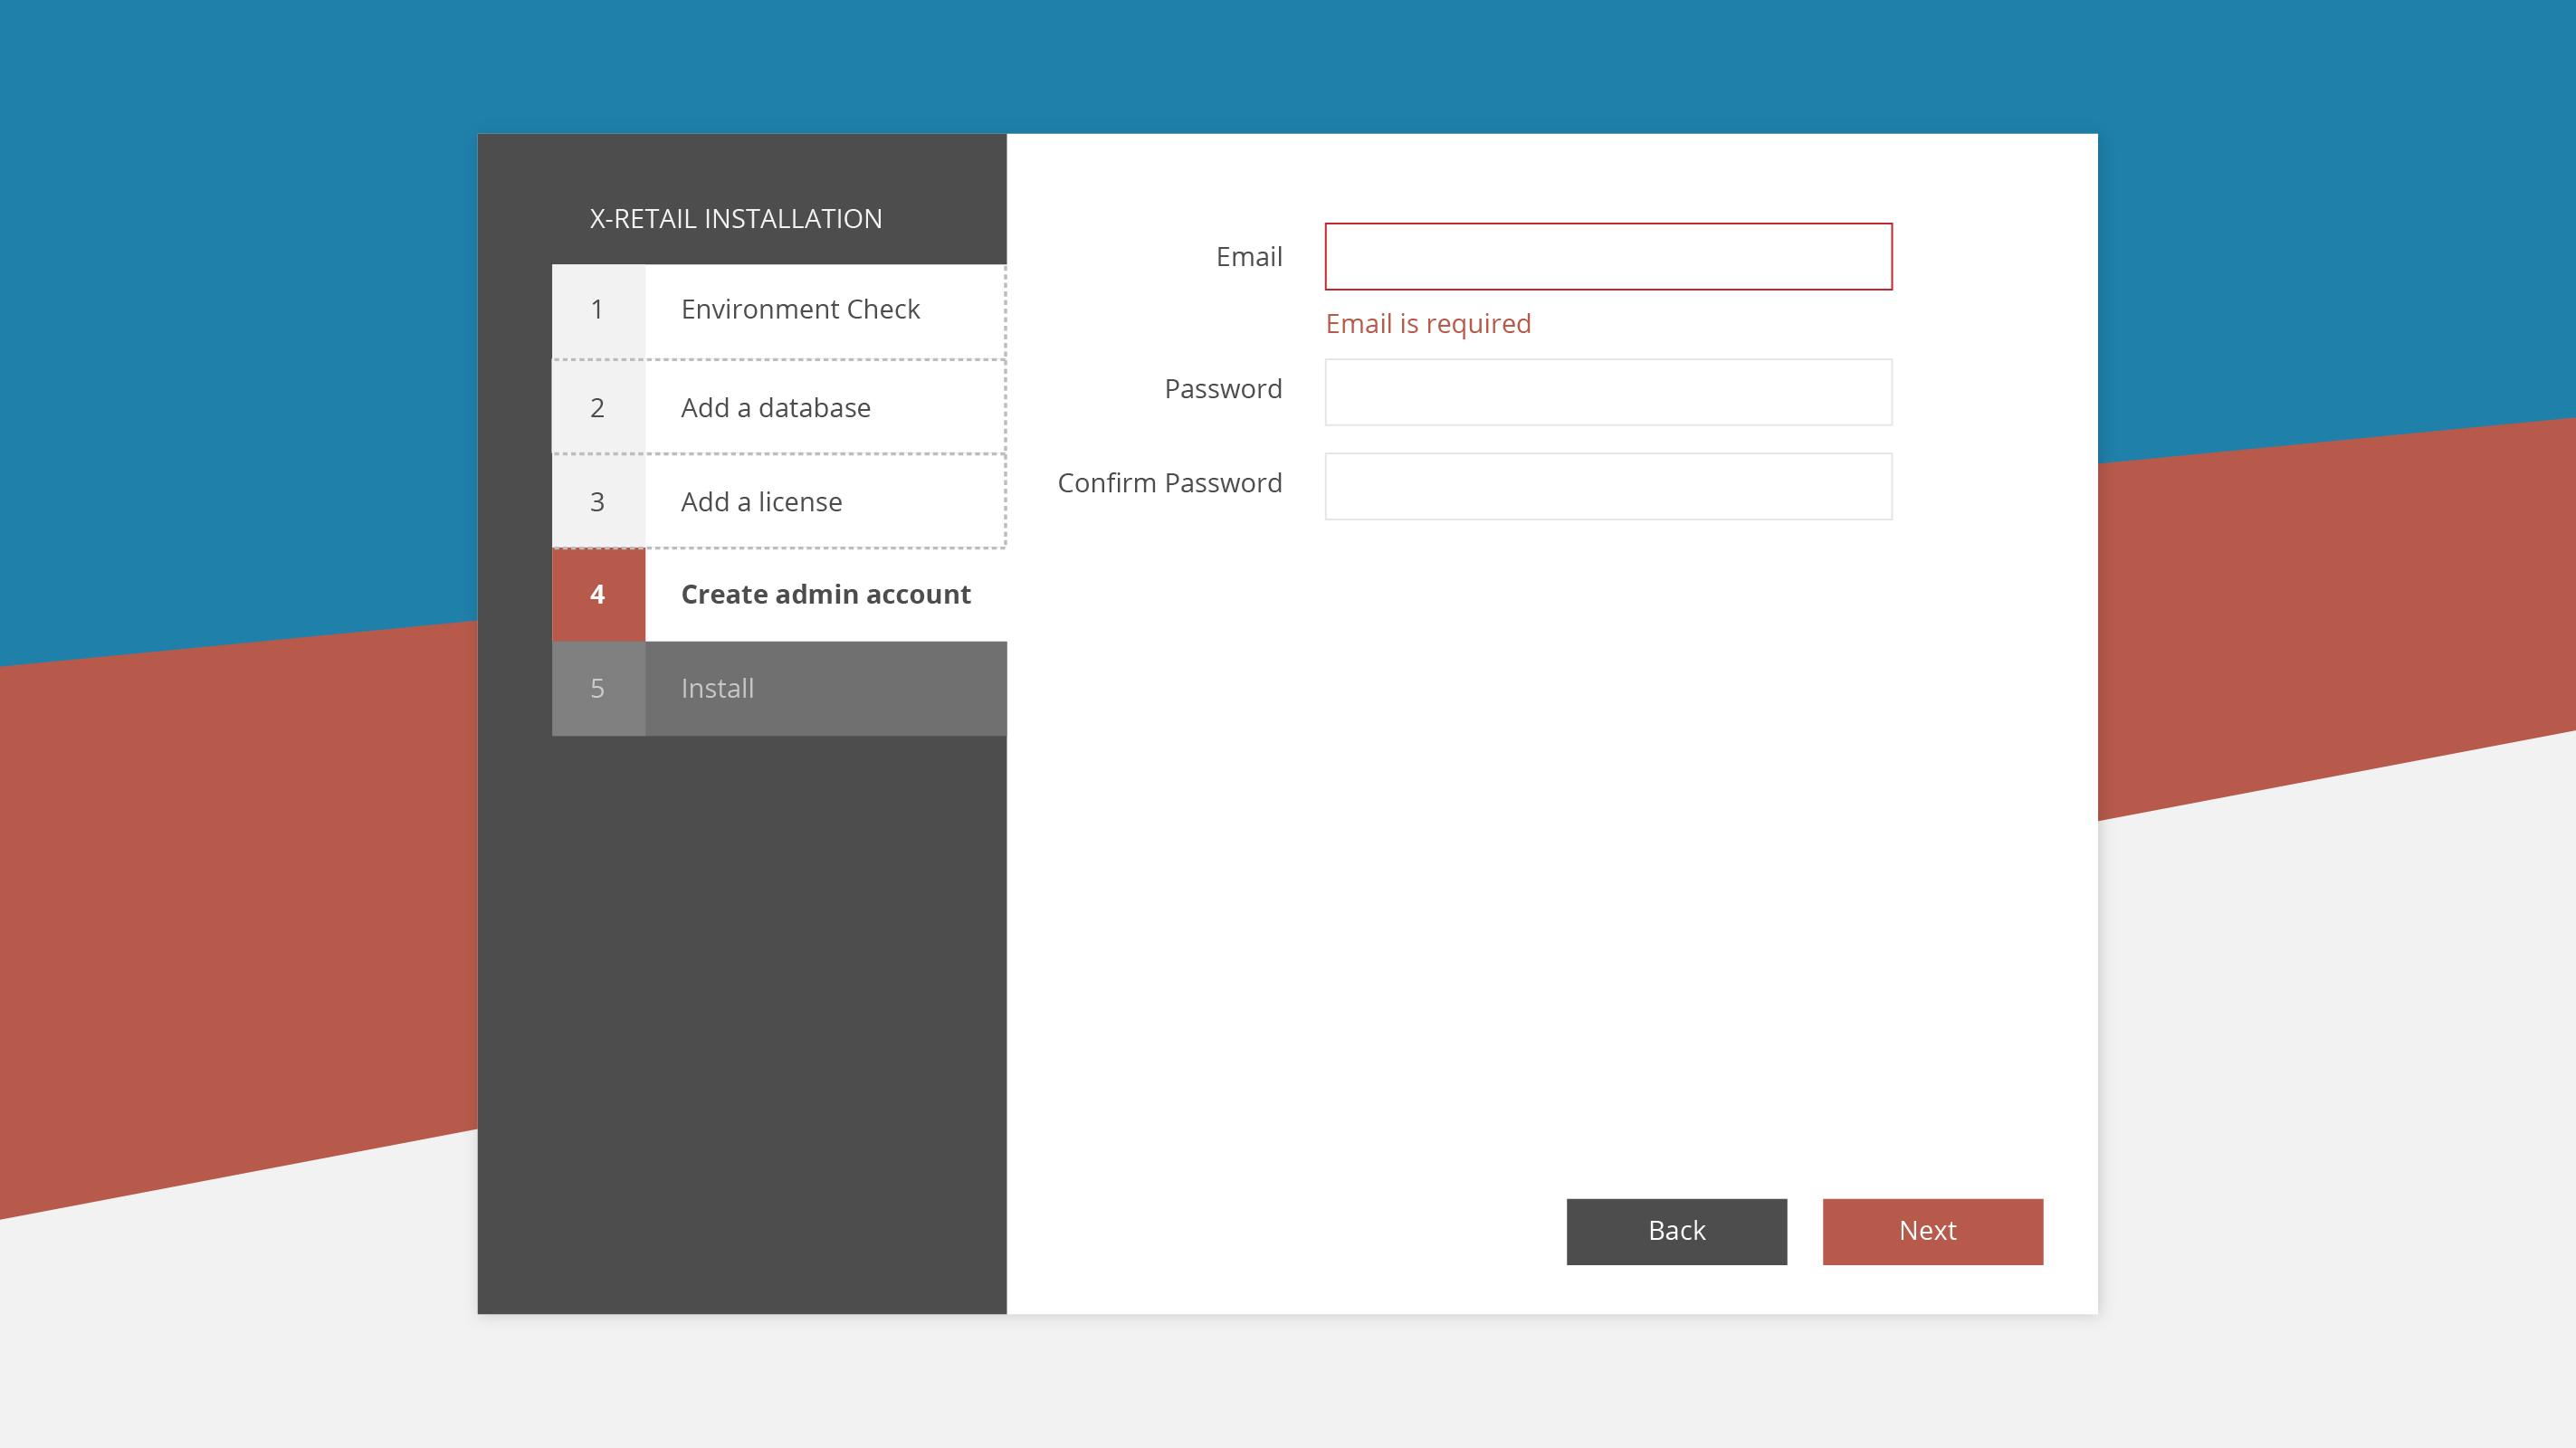 X-RETAIL INSTALLATION
1 Environment Check
2 Add a database
3 Add a license
4 Create admin account
5 Install
Email
Email is required
Password
Confirm Password
Back
Next